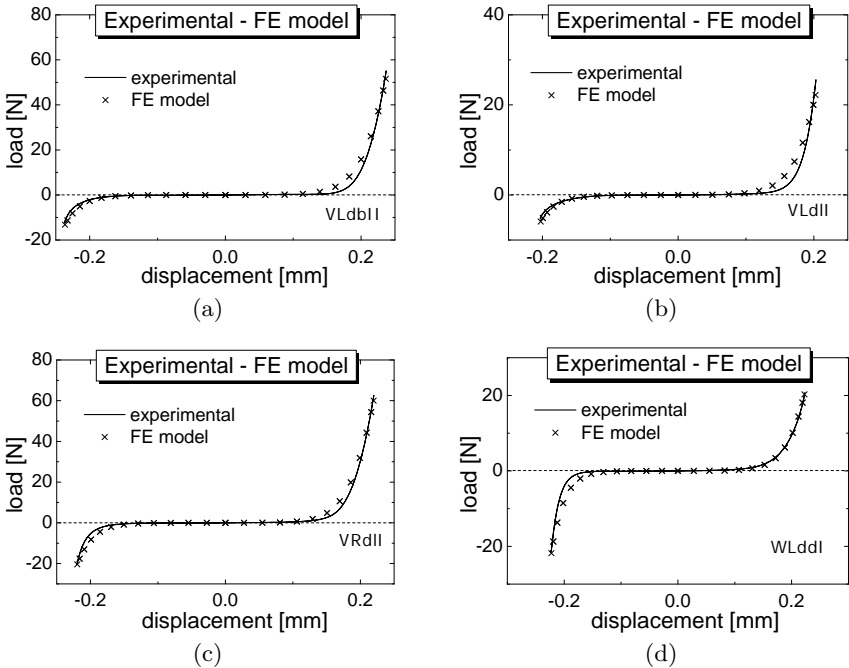 Experimental - FE model
80
60
40
20
0
-20
load [N]
experimental
FE model
VLdbII
-0.2
0.0
0.2
displacement [mm]
(a)
Experimental - FE model
40
20
0
load [N]
experimental
FE model
VLdII
-0.2
0.0
0.2
displacement [mm]
(b)
Experimental - FE model
80
60
40
20
0
-20
load [N]
experimental
FE model
VRdII
-0.2
0.0
0.2
displacement [mm]
(c)
Experimental - FE model
20
0
-20
load [N]
experimental
FE model
WLddI
-0.2
0.0
0.2
displacement [mm]
(d)